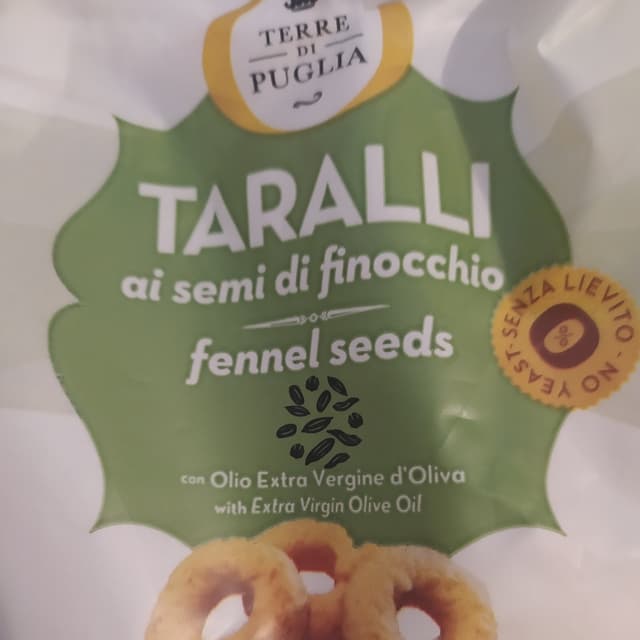 TERRE
DI
PUGLIA
TARALLI
ai semi di finocchio
fennel seeds
SENZA LIEVITO · NO YEAST ·
0%
con Olio Extra Vergine d'Oliva
with Extra Virgin Olive Oil